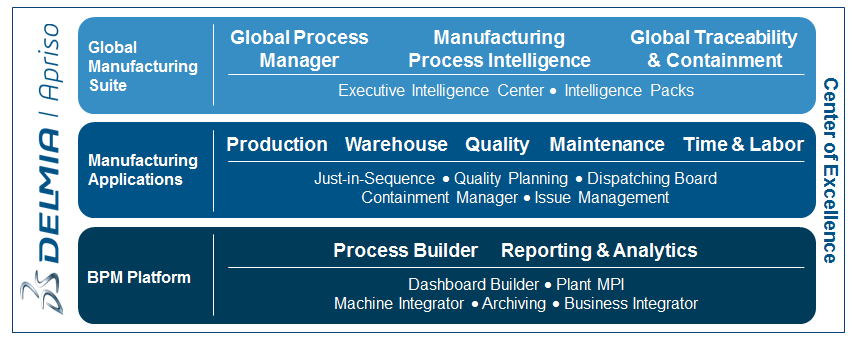 DELMIA | Apriso
Global
Manufacturing
Suite
Global Process
Manager
Manufacturing
Process Intelligence
Global Traceability
& Containment
Executive Intelligence Center • Intelligence Packs
Manufacturing
Applications
Production Warehouse Quality Maintenance Time & Labor
Just-in-Sequence • Quality Planning • Dispatching Board
Containment Manager • Issue Management
BPM Platform
Process Builder Reporting & Analytics
Dashboard Builder • Plant MPI
Machine Integrator • Archiving • Business Integrator
Center of Excellence